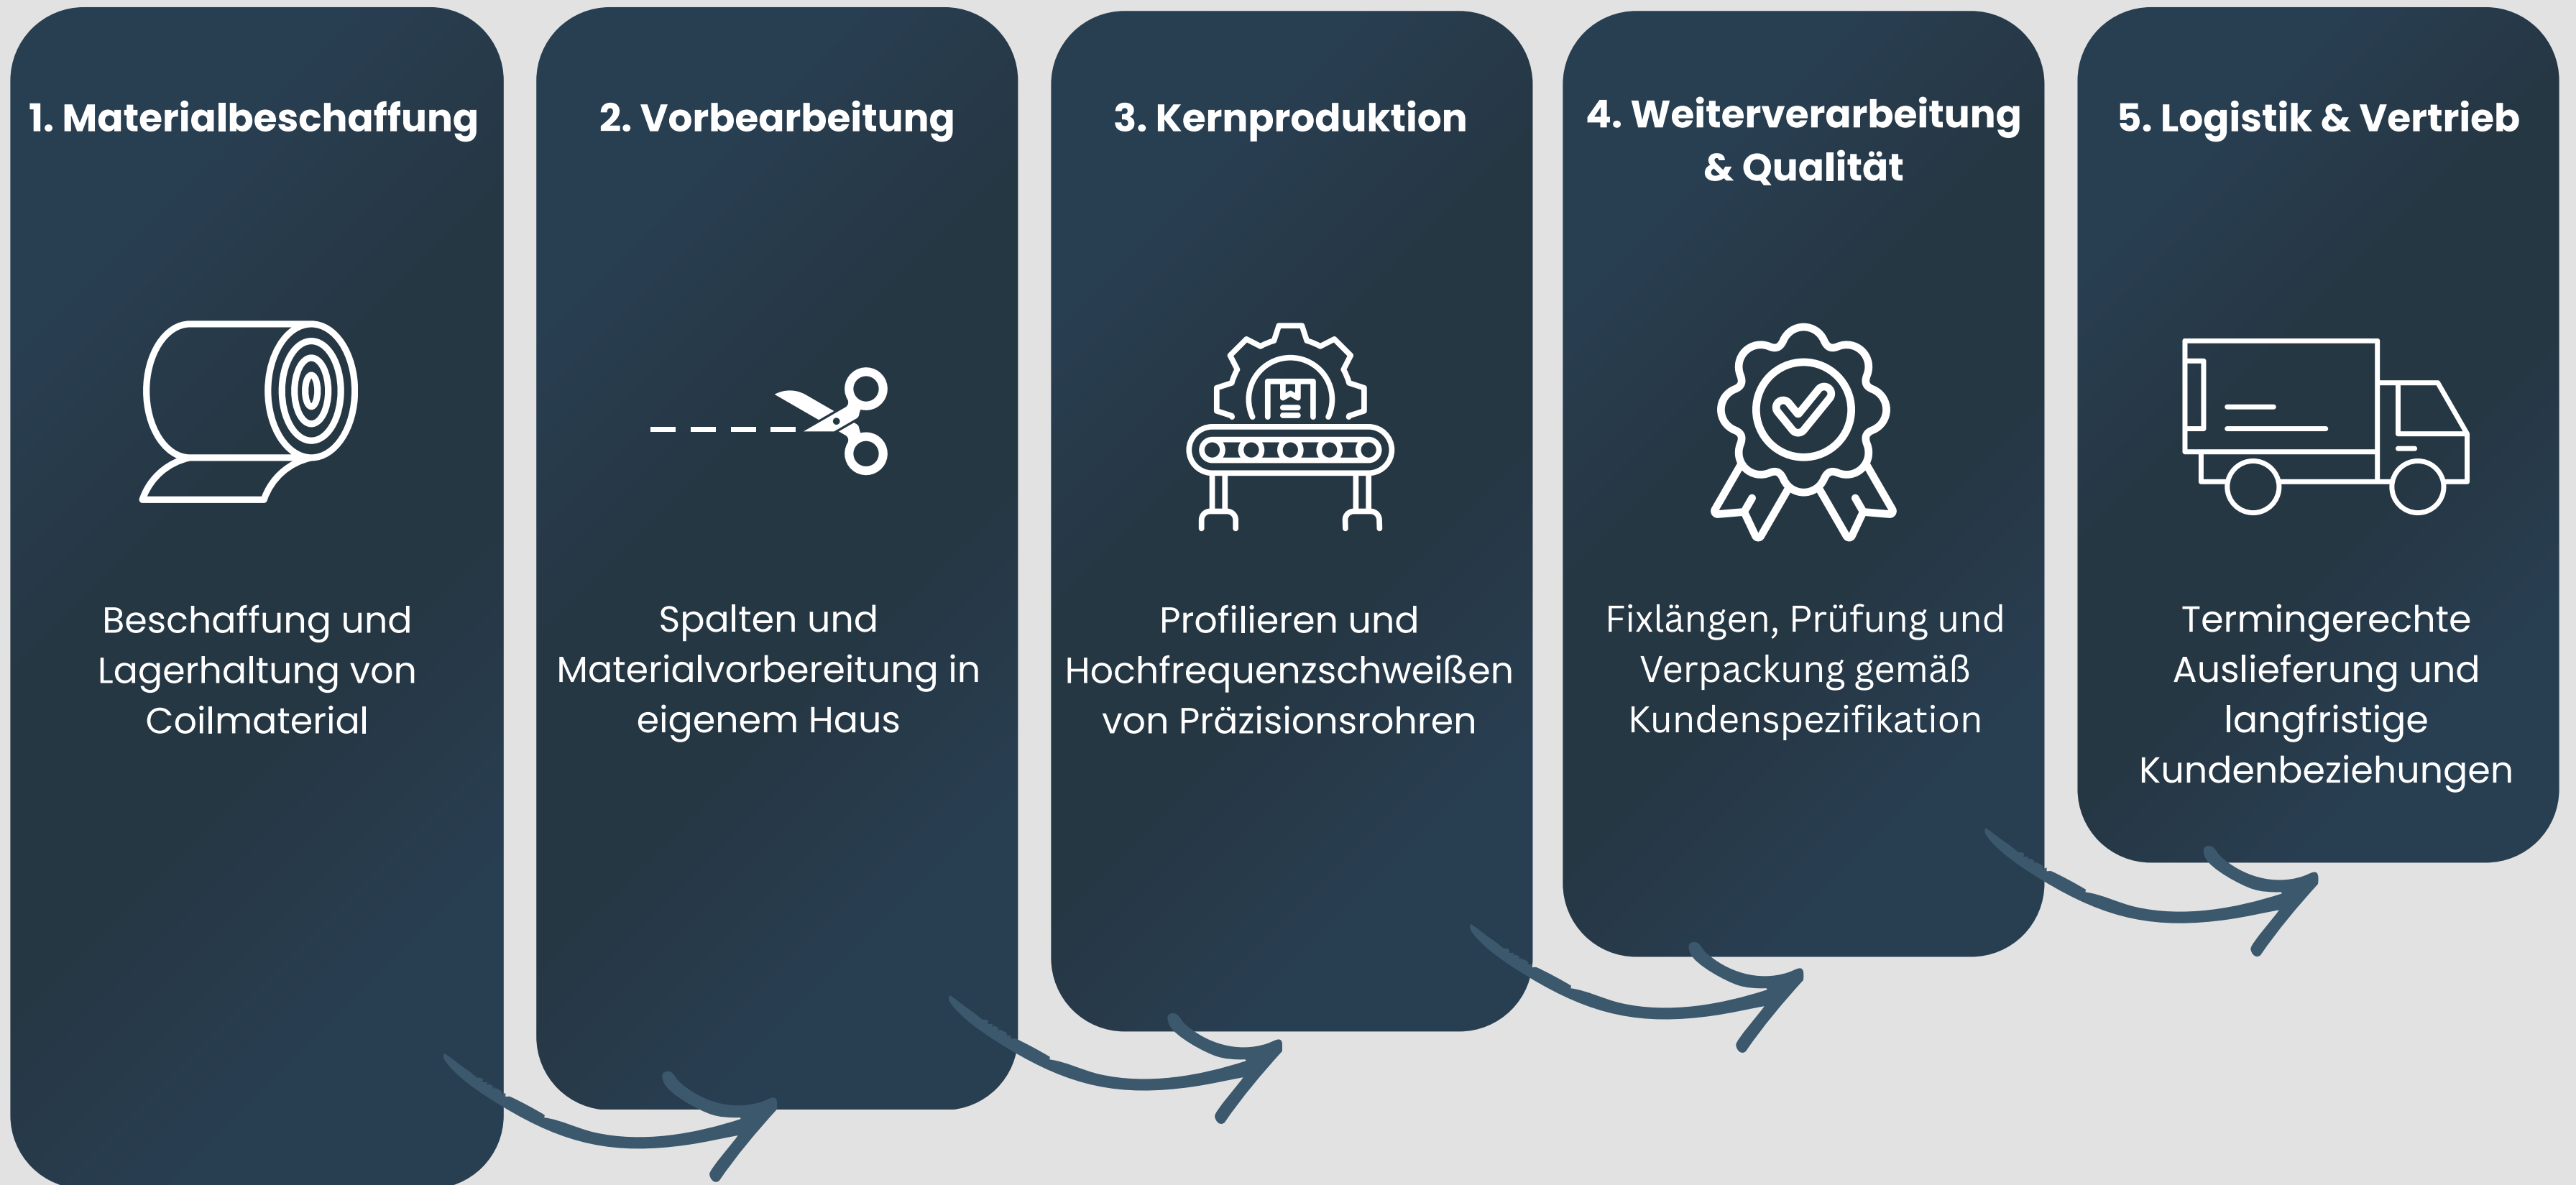 1. Materialbeschaffung
Beschaffung und
Lagerhaltung von
Coilmaterial
2. Vorbearbeitung
Spalten und
Materialvorbereitung in
eigenem Haus
3. Kernproduktion
Profilieren und
Hochfrequenzschweißen
von Präzisionsrohren
4. Weiterverarbeitung
& Qualität
Fixlängen, Prüfung und
Verpackung gemäß
Kundenspezifikation
5. Logistik & Vertrieb
Termingerechte
Auslieferung und
langfristige
Kundenbeziehungen